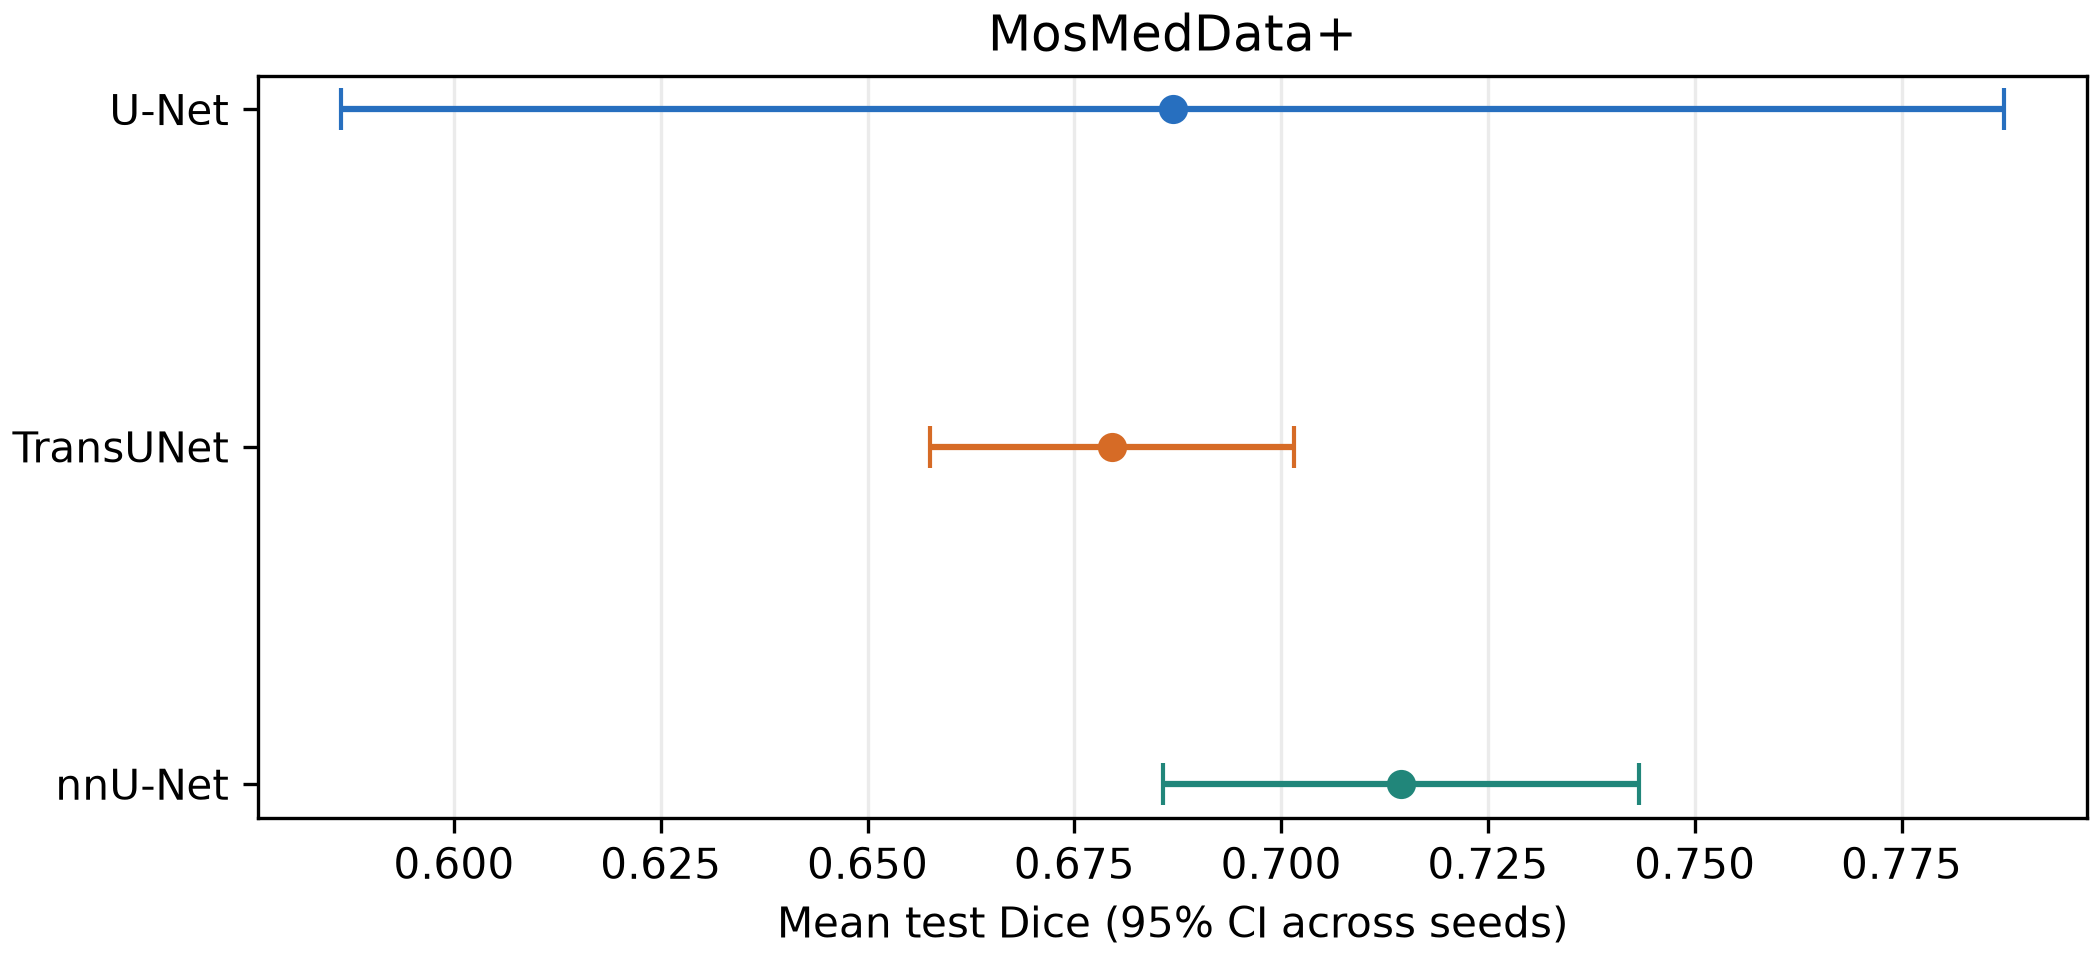 MosMedData+
U-Net
TransUNet
nnU-Net
0.600 0.625 0.650 0.675 0.700 0.725 0.750 0.775
Mean test Dice (95% CI across seeds)